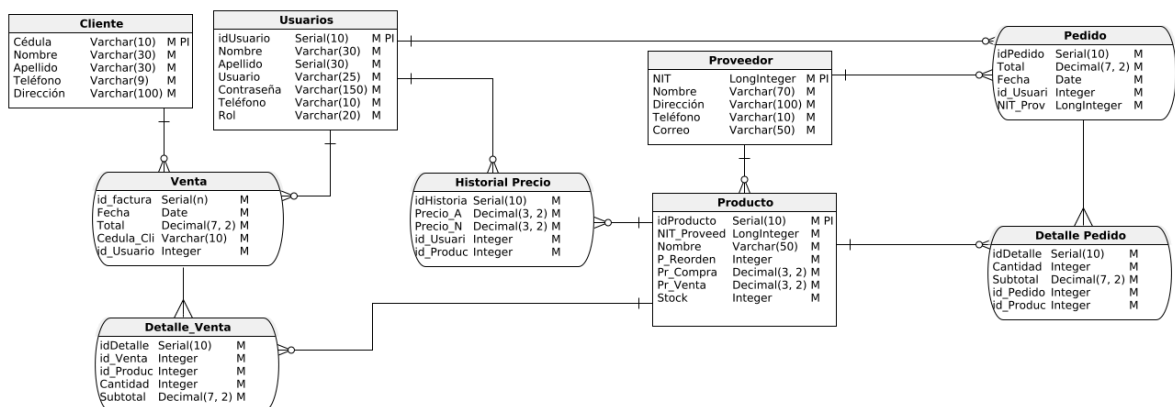 Cliente
Cédula Varchar(10) M PI
Nombre Varchar(30) M
Apellido Varchar(30) M
Teléfono Varchar(9) M
Dirección Varchar(100) M
Usuarios
idUsuario Serial(10) M PI
Nombre Varchar(30) M
Apellido Serial(30) M
Usuario Varchar(25) M
Contraseña Varchar(150) M
Teléfono Varchar(10) M
Rol Varchar(20) M
Proveedor
NIT LongInteger M PI
Nombre Varchar(70) M
Dirección Varchar(100) M
Teléfono Varchar(10) M
Correo Varchar(50) M
Pedido
idPedido Serial(10) M
Total Decimal(7, 2) M
Fecha Date M
id_Usuari Integer M
NIT_Prov LongInteger M
Venta
id_factura Serial(n) M
Fecha Date M
Total Decimal(7, 2) M
Cedula_Cli Varchar(10) M
id_Usuario Integer M
Historial Precio
idHistoria Serial(10) M
Precio_A Decimal(3, 2) M
Precio_N Decimal(3, 2) M
id_Usuari Integer M
id_Produc Integer M
Producto
idProducto Serial(10) M PI
NIT_Proveed LongInteger M
Nombre Varchar(50) M
P_Reorden Integer M
Pr_Compra Decimal(3, 2) M
Pr_Venta Decimal(3, 2) M
Stock Integer M
Detalle Pedido
idDetalle Serial(10) M
Cantidad Integer M
Subtotal Decimal(7, 2) M
id_Pedido Integer M
id_Produc Integer M
Detalle_Venta
idDetalle Serial(10) M
id_Venta Integer M
id_Produc Integer M
Cantidad Integer M
Subtotal Decimal(7, 2) M